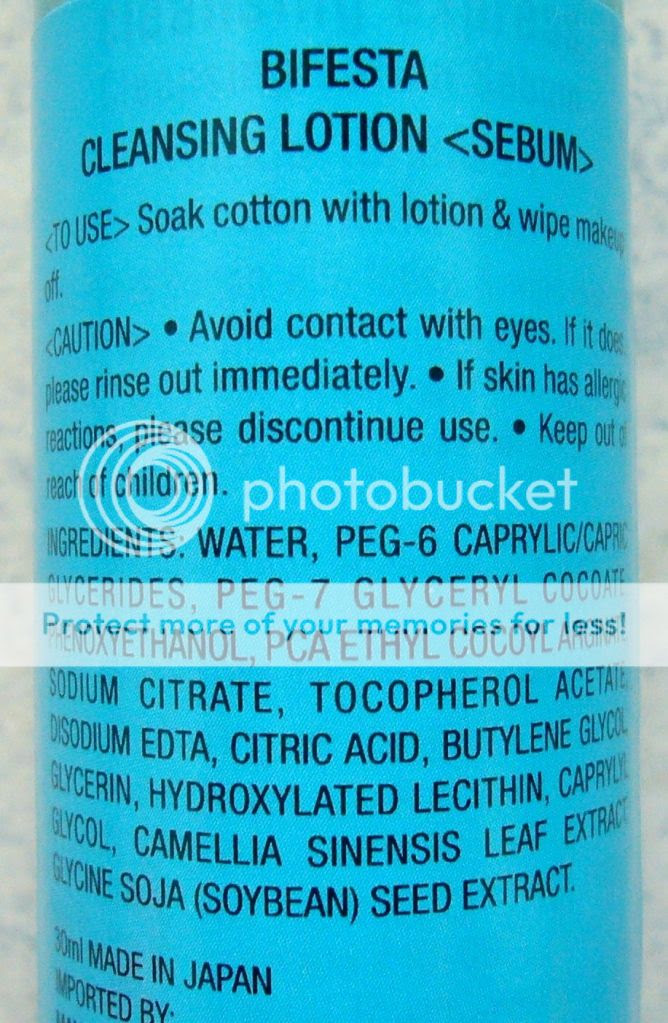 BIFESTA
CLEANSING LOTION <SEBUM>
<TO USE> Soak cotton with lotion & wipe makeup
off.
<CAUTION> • Avoid contact with eyes. If it does,
please rinse out immediately. • If skin has allergic
reactions, please discontinue use. • Keep out of
reach of children.
photobucket
INGREDIENTS: WATER, PEG-6 CAPRYLIC/CAPRIC
GLYCERIDES, PEG-7 GLYCERYL COCOATE,
Protect more of your memories for less!
PHENOXYETHANOL, PCA ETHYL COCOYL ARGINATE,
SODIUM CITRATE, TOCOPHEROL ACETATE,
DISODIUM EDTA, CITRIC ACID, BUTYLENE GLYCOL,
GLYCERIN, HYDROXYLATED LECITHIN, CAPRYLYL
GLYCOL, CAMELLIA SINENSIS LEAF EXTRACT,
GLYCINE SOJA (SOYBEAN) SEED EXTRACT.
30ml MADE IN JAPAN
IMPORTED BY: